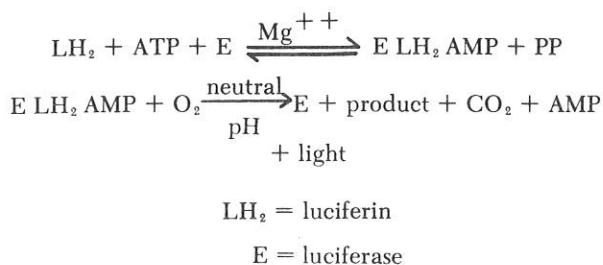 Mg++
LH₂ + ATP + E ⇌ E LH₂ AMP + PP
neutral
E LH₂ AMP + O₂ → E + product + CO₂ + AMP
pH
+ light
LH₂ = luciferin
E = luciferase